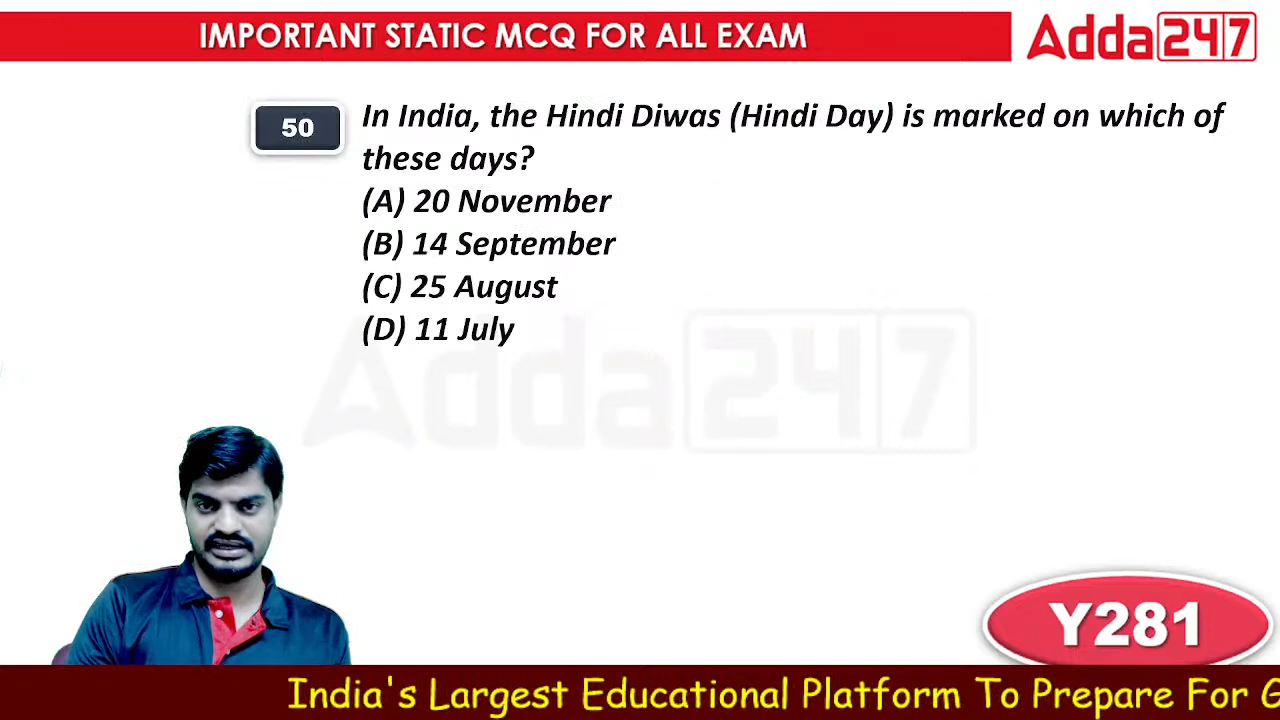 IMPORTANT STATIC MCQ FOR ALL EXAM
Adda247
50
In India, the Hindi Diwas (Hindi Day) is marked on which of
these days?
(A) 20 November
(B) 14 September
(C) 25 August
(D) 11 July
Adda247
Y281
India's Largest Educational Platform To Prepare For G